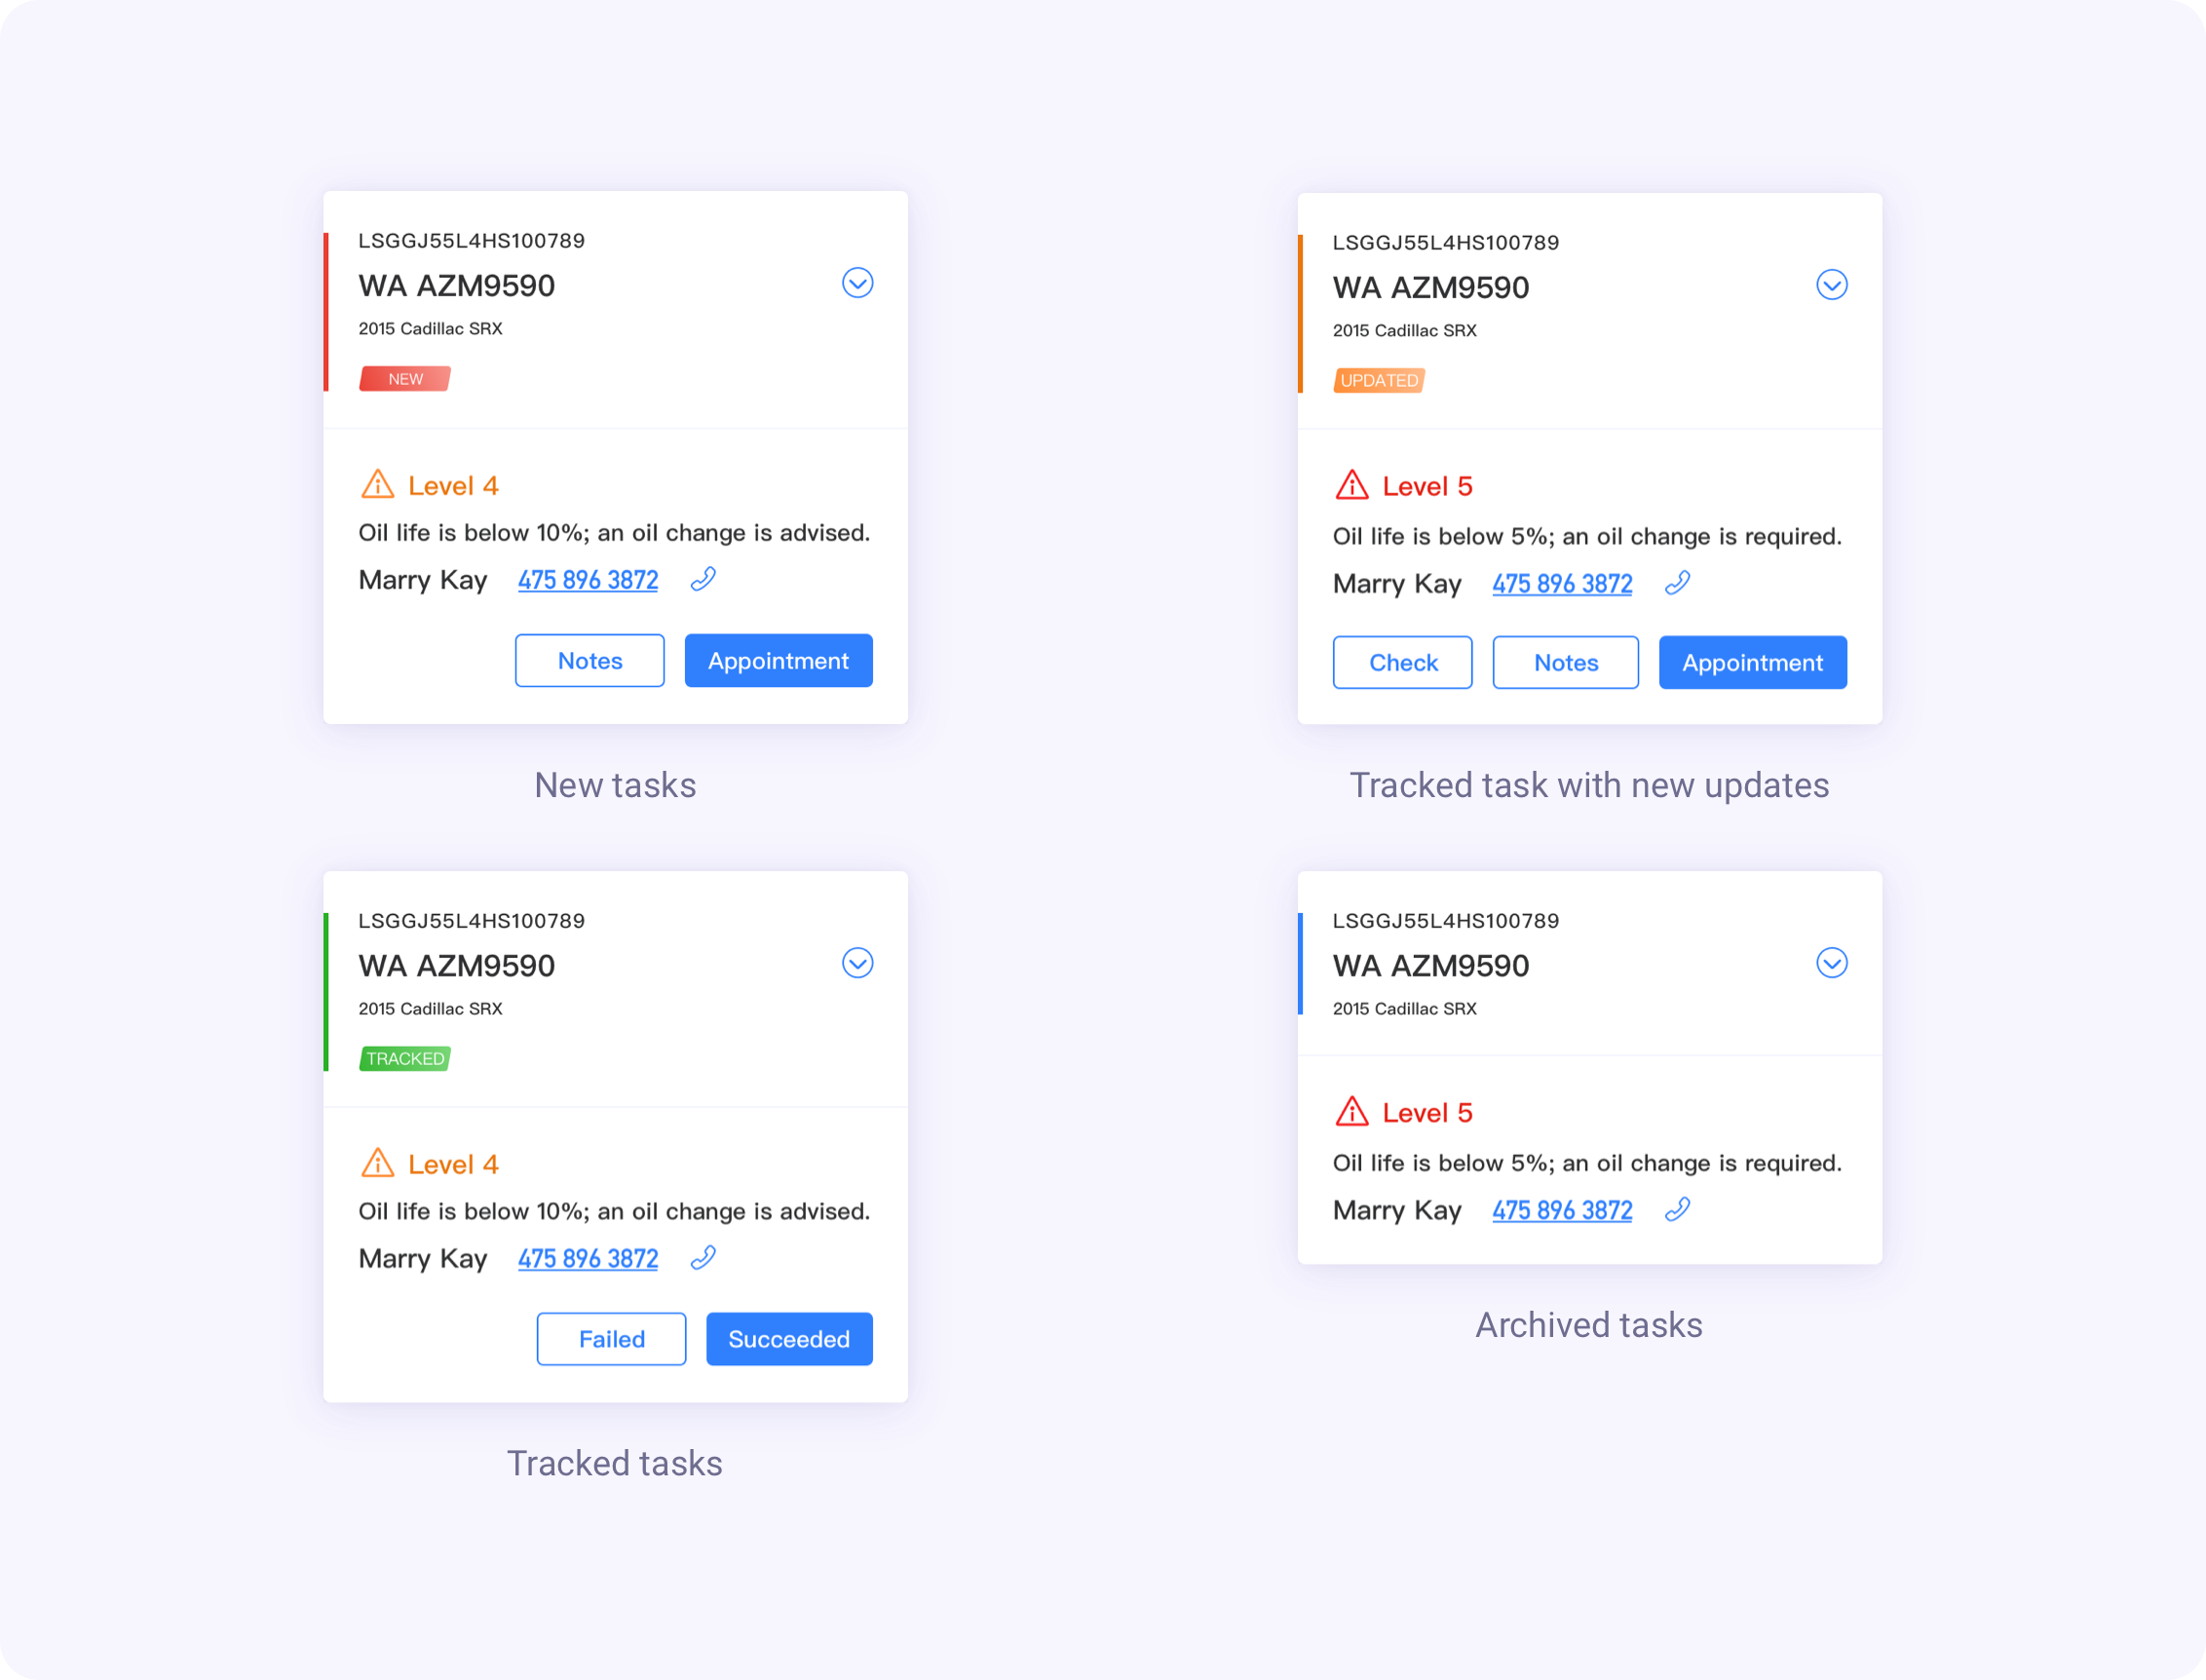 LSGGJ55L4HS100789
WA AZM9590
2015 Cadillac SRX
NEW
Level 4
Oil life is below 10%; an oil change is advised.
Marry Kay 475 896 3872
Notes Appointment
New tasks
LSGGJ55L4HS100789
WA AZM9590
2015 Cadillac SRX
UPDATED
Level 5
Oil life is below 5%; an oil change is required.
Marry Kay 475 896 3872
Check Notes Appointment
Tracked task with new updates
LSGGJ55L4HS100789
WA AZM9590
2015 Cadillac SRX
TRACKED
Level 4
Oil life is below 10%; an oil change is advised.
Marry Kay 475 896 3872
Failed Succeeded
Tracked tasks
LSGGJ55L4HS100789
WA AZM9590
2015 Cadillac SRX
Level 5
Oil life is below 5%; an oil change is required.
Marry Kay 475 896 3872
Archived tasks